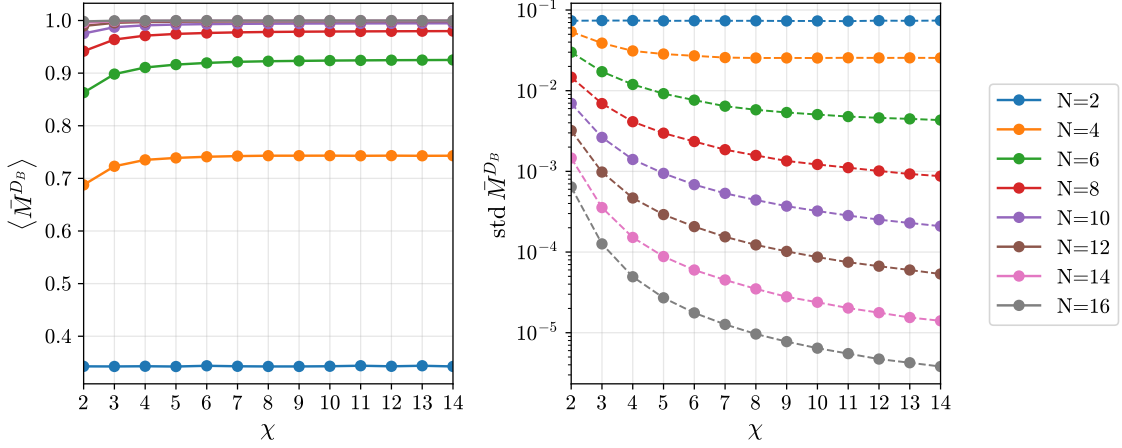 1.0
0.9
0.8
0.7
0.6
0.5
0.4
2 3 4 5 6 7 8 9 10 11 12 13 14
χ
⟨M̄^{D_B}⟩
10⁻¹
10⁻²
10⁻³
10⁻⁴
10⁻⁵
2 3 4 5 6 7 8 9 10 11 12 13 14
χ
std M̄^{D_B}
N=2
N=4
N=6
N=8
N=10
N=12
N=14
N=16